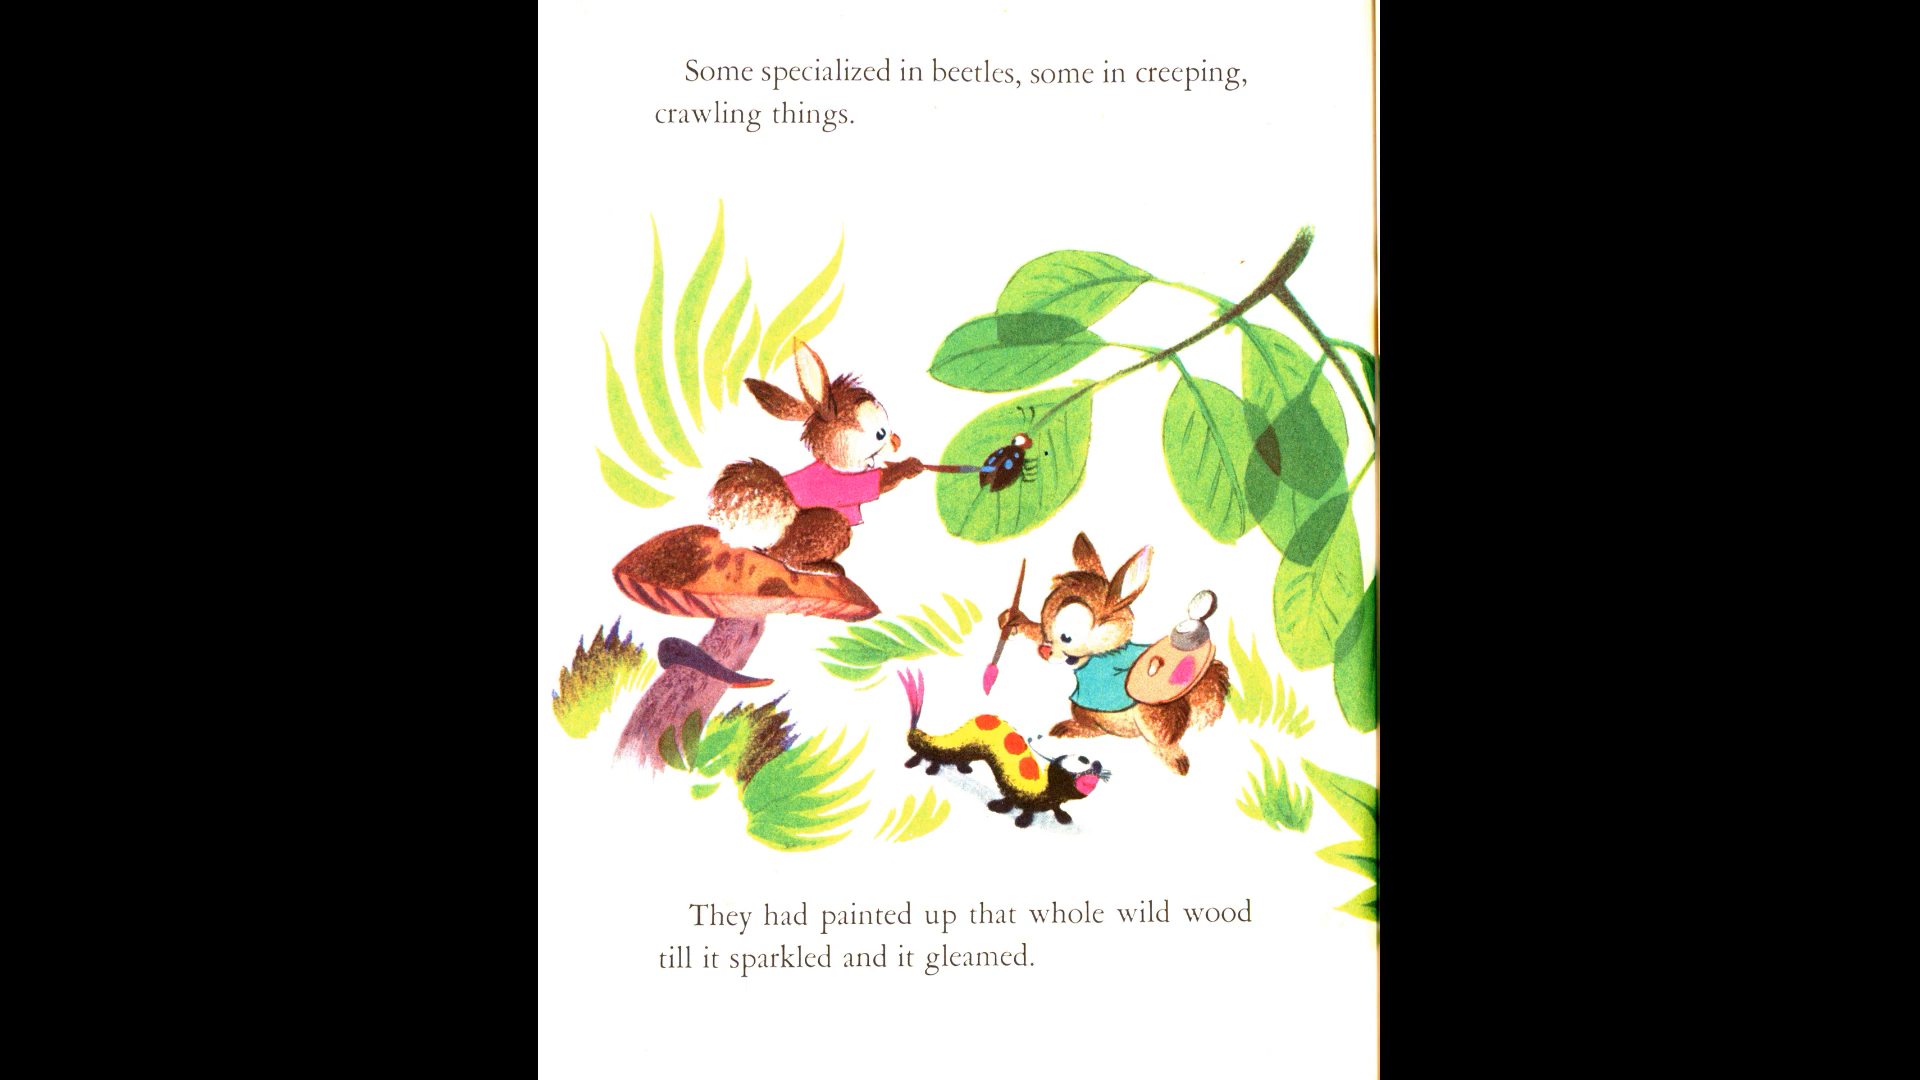 Some specialized in beetles, some in creeping,
crawling things.
They had painted up that whole wild wood
till it sparkled and it gleamed.